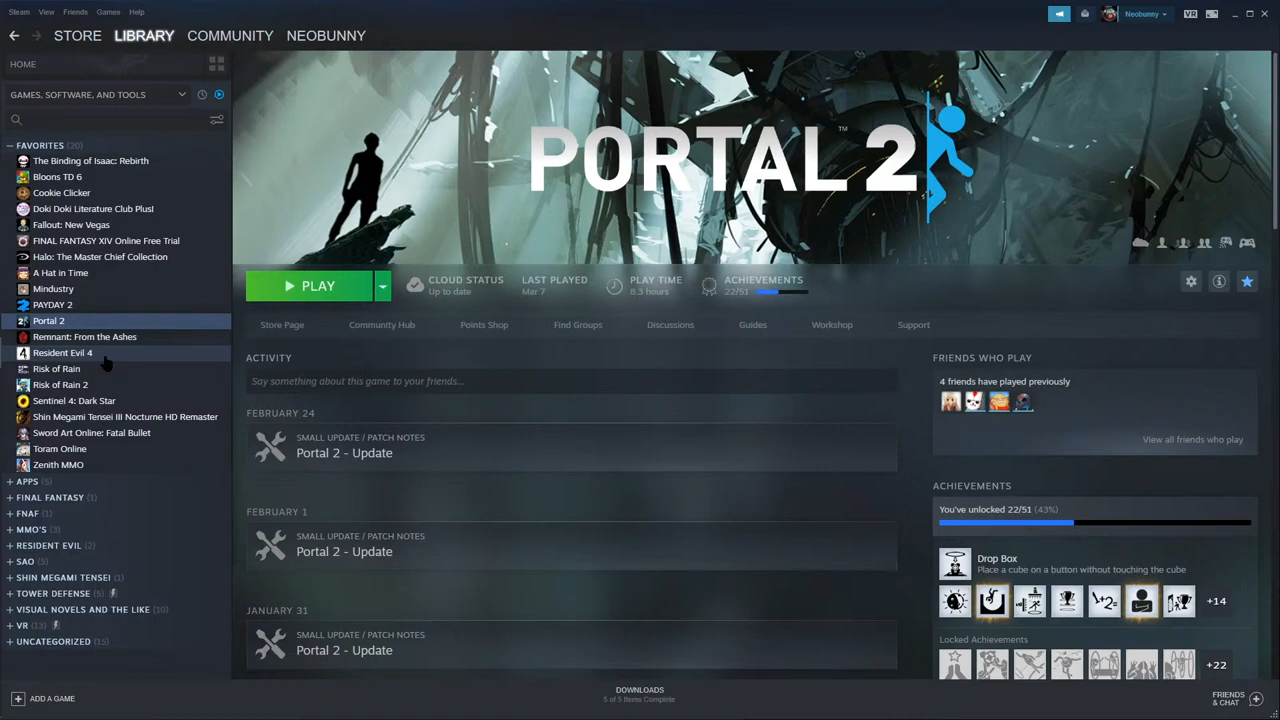 Steam View Friends Games Help
Neobunny
VR
STORE LIBRARY COMMUNITY NEOBUNNY
HOME
GAMES, SOFTWARE, AND TOOLS
FAVORITES (20)
The Binding of Isaac: Rebirth
Bloons TD 6
Cookie Clicker
Doki Doki Literature Club Plus!
Fallout: New Vegas
FINAL FANTASY XIV Online Free Trial
Halo: The Master Chief Collection
A Hat in Time
Mindustry
PAYDAY 2
Portal 2
Remnant: From the Ashes
Resident Evil 4
Risk of Rain
Risk of Rain 2
Sentinel 4: Dark Star
Shin Megami Tensei III Nocturne HD Remaster
Sword Art Online: Fatal Bullet
Toram Online
Zenith MMO
APPS (5)
FINAL FANTASY (1)
FNAF (1)
MMO'S (3)
RESIDENT EVIL (2)
SAO (5)
SHIN MEGAMI TENSEI (1)
TOWER DEFENSE (5)
VISUAL NOVELS AND THE LIKE (10)
VR (13)
UNCATEGORIZED (15)
ADD A GAME
PORTAL 2™
PLAY
CLOUD STATUS
Up to date
LAST PLAYED
Mar 7
PLAY TIME
8.3 hours
ACHIEVEMENTS
22/51
Store Page Community Hub Points Shop Find Groups Discussions Guides Workshop Support
ACTIVITY
Say something about this game to your friends...
FEBRUARY 24
SMALL UPDATE / PATCH NOTES
Portal 2 - Update
FEBRUARY 1
SMALL UPDATE / PATCH NOTES
Portal 2 - Update
JANUARY 31
SMALL UPDATE / PATCH NOTES
Portal 2 - Update
FRIENDS WHO PLAY
4 friends have played previously
View all friends who play
ACHIEVEMENTS
You've unlocked 22/51 (43%)
Drop Box
Place a cube on a button without touching the cube
+14
Locked Achievements
+22
DOWNLOADS
5 of 5 Items Complete
FRIENDS
& CHAT